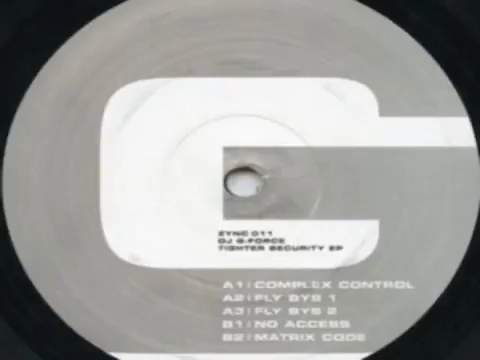 ZYNC 011
DJ G-FORCE
TIGHTER SECURITY EP
A1: COMPLEX CONTROL
A2: FLY BYS 1
A3: FLY BYS 2
B1: NO ACCESS
B2: MATRIX CODE